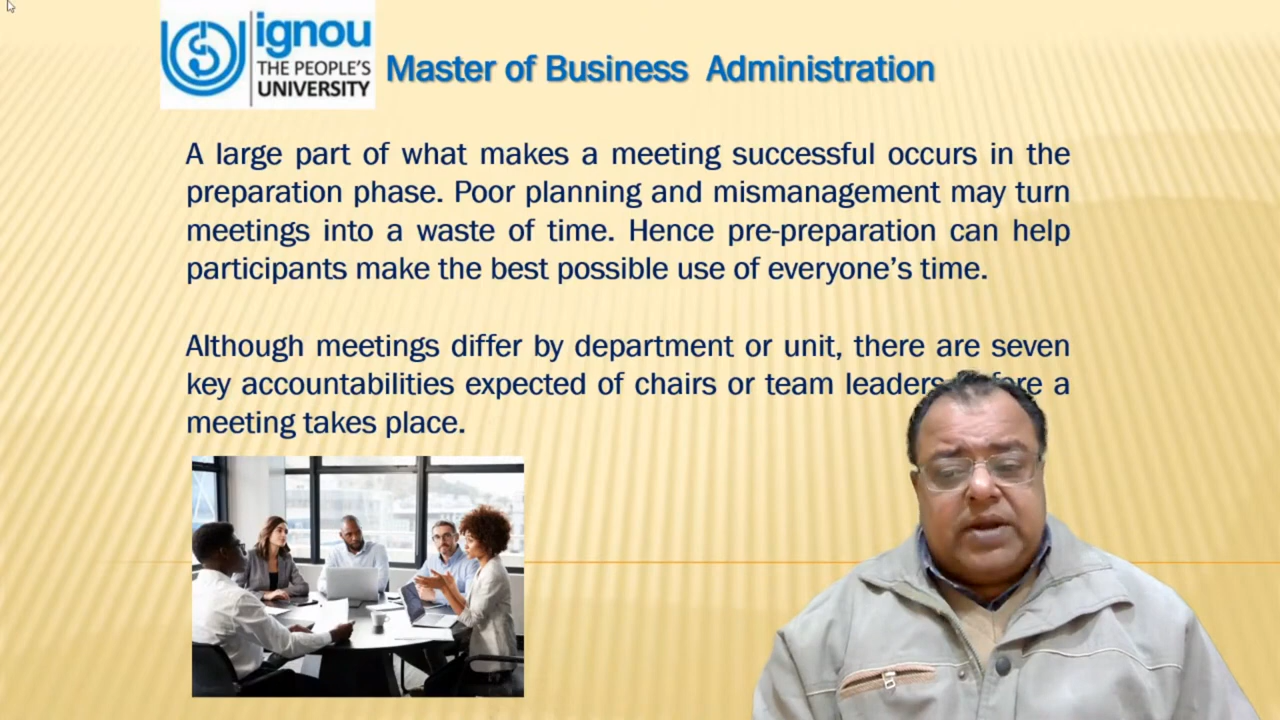 ignou
THE PEOPLE'S
UNIVERSITY
Master of Business Administration
A large part of what makes a meeting successful occurs in the
preparation phase. Poor planning and mismanagement may turn
meetings into a waste of time. Hence pre-preparation can help
participants make the best possible use of everyone's time.
Although meetings differ by department or unit, there are seven
key accountabilities expected of chairs or team leaders a
meeting takes place.